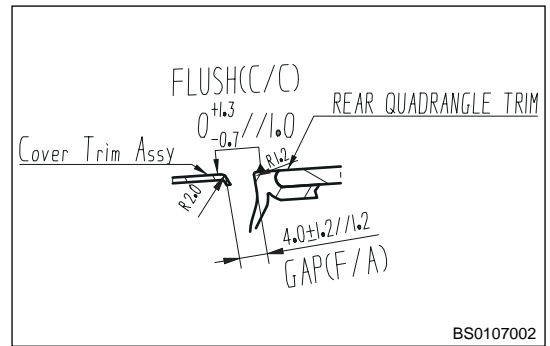 FLUSH(C/C)
0 +1.3 -0.7 //1.0
REAR QUADRANGLE TRIM
Cover Trim Assy
R1.2
R2.0
4.0±1.2//1.2
GAP(F/A)
BS0107002